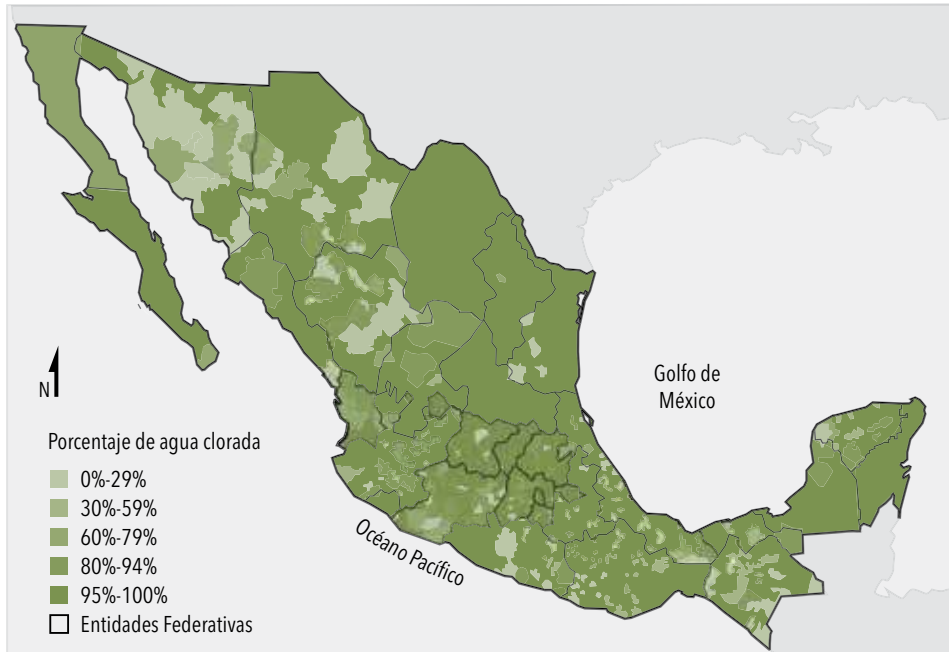 Golfo de
México
N
Porcentaje de agua clorada
0%-29%
30%-59%
60%-79%
80%-94%
95%-100%
Entidades Federativas
Océano Pacífico